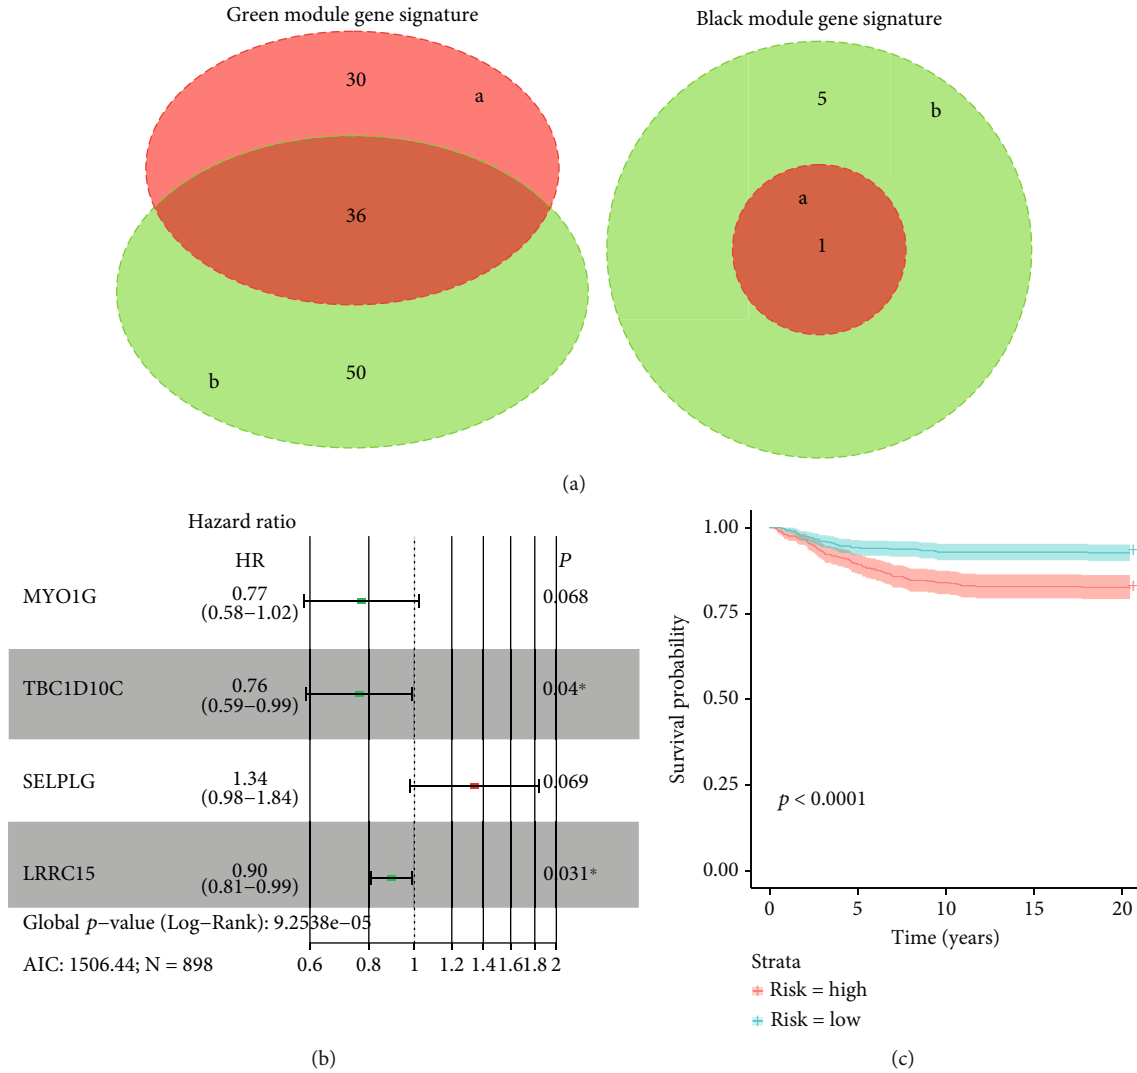 Green module gene signature
Black module gene signature
30
a
36
50
b
5
b
a
1
(a)
Hazard ratio
HR
P
MYO1G
0.77
(0.58−1.02)
0.068
TBC1D10C
0.76
(0.59−0.99)
0.04*
SELPLG
1.34
(0.98−1.84)
0.069
LRRC15
0.90
(0.81−0.99)
0.031*
Global p−value (Log−Rank): 9.2538e−05
AIC: 1506.44; N = 898
0.6 0.8 1 1.2 1.4 1.6 1.8 2
(b)
1.00
0.75
0.50
0.25
0.00
Survival probability
p < 0.0001
0 5 10 15 20
Time (years)
Strata
Risk = high
Risk = low
(c)